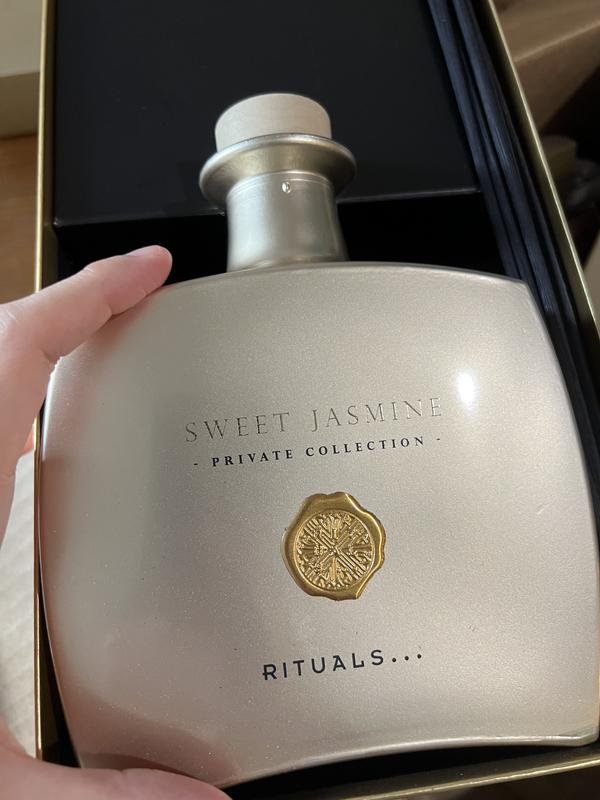 SWEET JASMINE
- PRIVATE COLLECTION -
RITUALS...